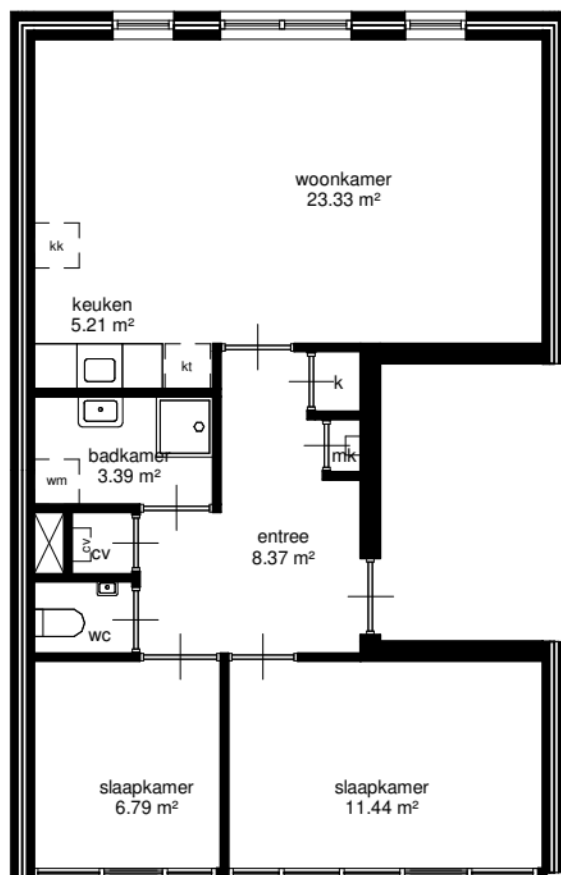 woonkamer
23.33 m²
kk
keuken
5.21 m²
kt
k
badkamer
3.39 m²
mk
wm
entree
8.37 m²
cv
cv
wc
slaapkamer
6.79 m²
slaapkamer
11.44 m²